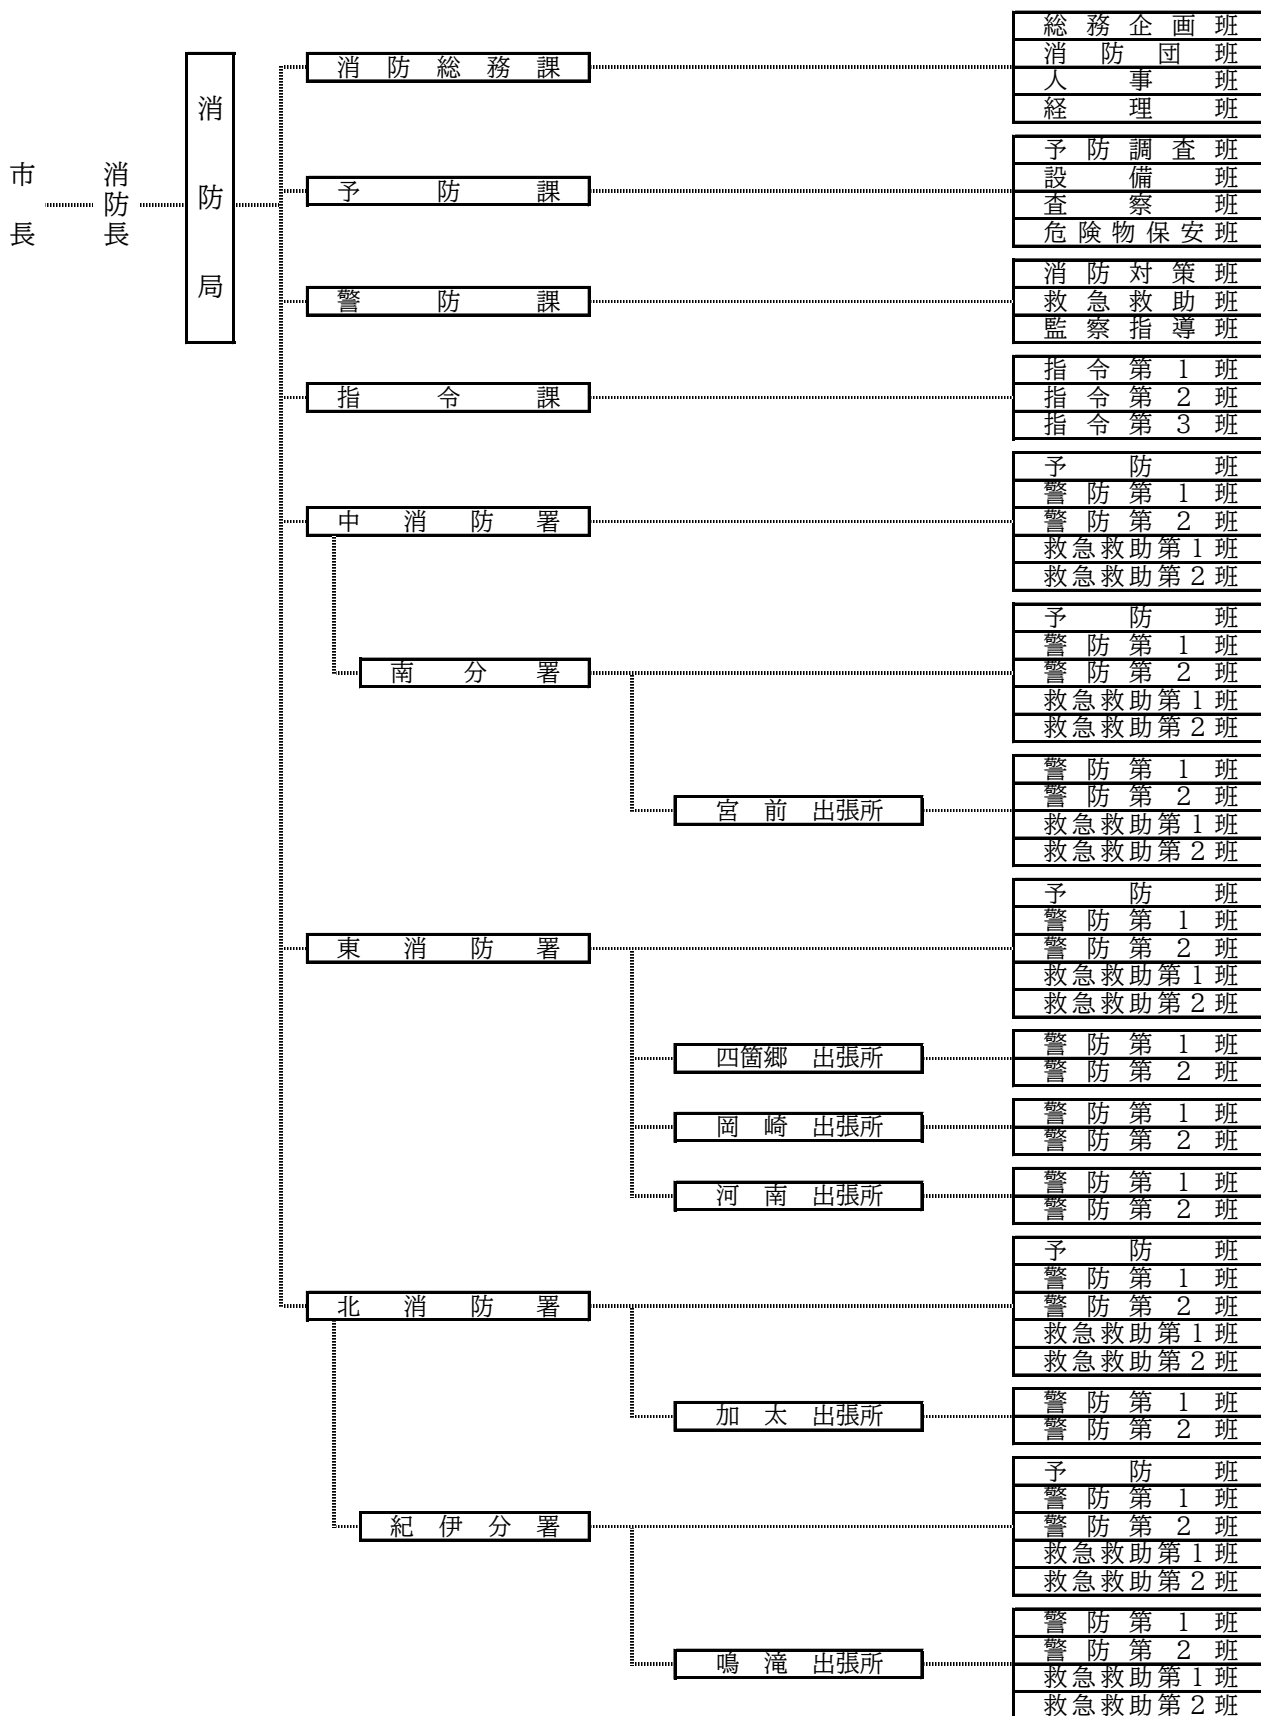 市長
消防長
消防局
消防総務課
総務企画班
消防団班
人事班
経理班
予防課
予防調査班
設備班
査察班
危険物保安班
警防課
消防対策班
救急救助班
監察指導班
指令課
指令第1班
指令第2班
指令第3班
中消防署
予防班
警防第1班
警防第2班
救急救助第1班
救急救助第2班
南分署
予防班
警防第1班
警防第2班
救急救助第1班
救急救助第2班
宮前出張所
警防第1班
警防第2班
救急救助第1班
救急救助第2班
東消防署
予防班
警防第1班
警防第2班
救急救助第1班
救急救助第2班
四箇郷 出張所
警防第1班
警防第2班
岡崎出張所
警防第1班
警防第2班
河南出張所
警防第1班
警防第2班
北消防署
予防班
警防第1班
警防第2班
救急救助第1班
救急救助第2班
加太出張所
警防第1班
警防第2班
紀伊分署
予防班
警防第1班
警防第2班
救急救助第1班
救急救助第2班
鳴滝出張所
警防第1班
警防第2班
救急救助第1班
救急救助第2班